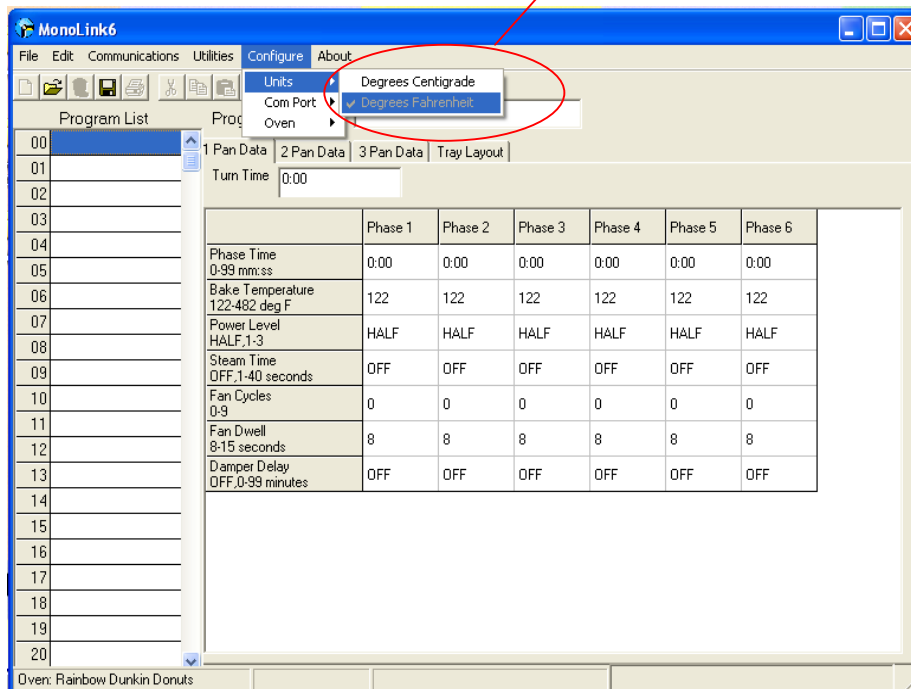 MonoLink6
File Edit Communications Utilities Configure About
Units
Com Port
Oven
Degrees Centigrade
Degrees Fahrenheit
Program List
1 Pan Data 2 Pan Data 3 Pan Data Tray Layout
Turn Time 0:00
00
01
02
03
04
05
06
07
08
09
10
11
12
13
14
15
16
17
18
19
20
Phase 1 Phase 2 Phase 3 Phase 4 Phase 5 Phase 6
Phase Time
0-99 mm:ss
0:00 0:00 0:00 0:00 0:00 0:00
Bake Temperature
122-482 deg F
122 122 122 122 122 122
Power Level
HALF,1-3
HALF HALF HALF HALF HALF HALF
Steam Time
OFF,1-40 seconds
OFF OFF OFF OFF OFF OFF
Fan Cycles
0-9
0 0 0 0 0 0
Fan Dwell
8-15 seconds
8 8 8 8 8 8
Damper Delay
OFF,0-99 minutes
OFF OFF OFF OFF OFF OFF
Oven: Rainbow Dunkin Donuts